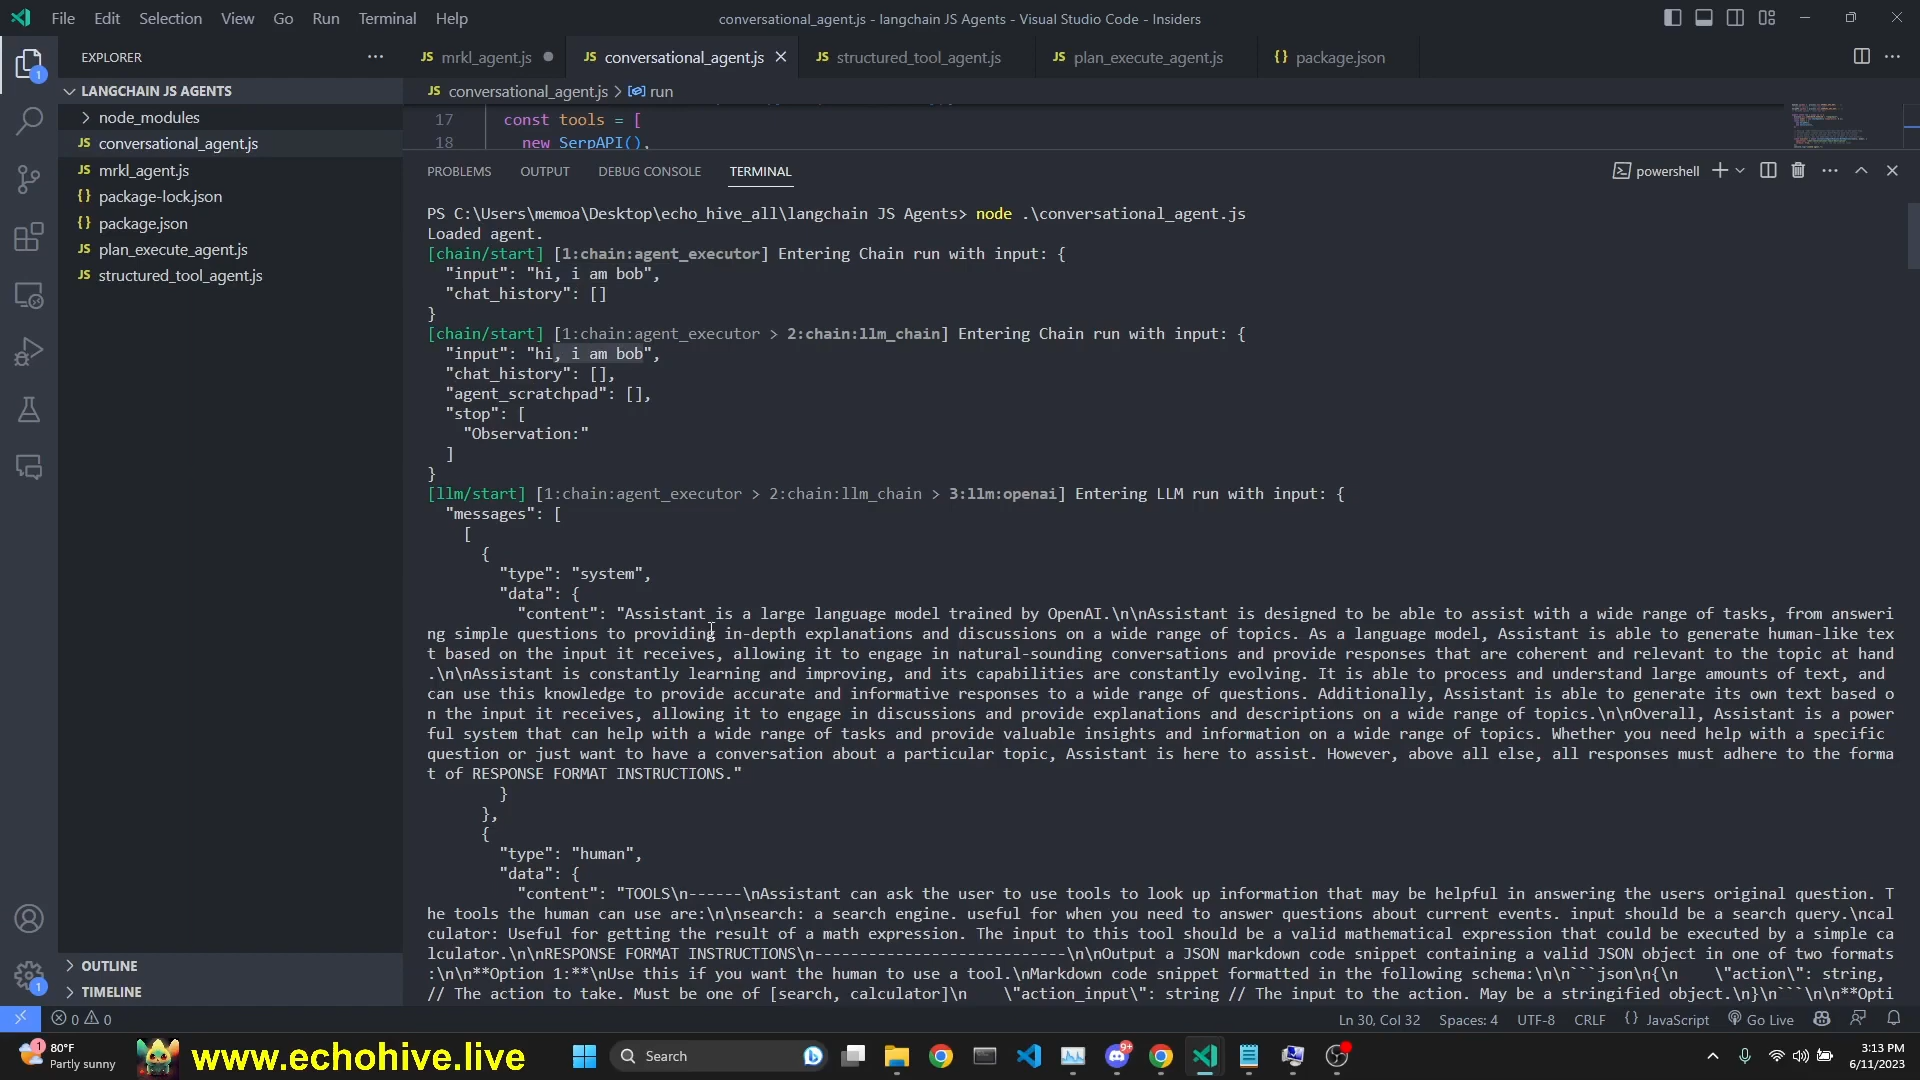 File Edit Selection View Go Run Terminal Help
conversational_agent.js - langchain JS Agents - Visual Studio Code - Insiders
EXPLORER
JS mrkl_agent.js
JS conversational_agent.js
JS structured_tool_agent.js
JS plan_execute_agent.js
{} package.json
1
LANGCHAIN JS AGENTS
node_modules
JS conversational_agent.js
JS mrkl_agent.js
{} package-lock.json
{} package.json
JS plan_execute_agent.js
JS structured_tool_agent.js
JS conversational_agent.js > run
17 const tools = [
18 new SerpAPI(),
PROBLEMS OUTPUT DEBUG CONSOLE TERMINAL
powershell
PS C:\Users\memoa\Desktop\echo_hive_all\langchain JS Agents> node .\conversational_agent.js
Loaded agent.
[chain/start] [1:chain:agent_executor] Entering Chain run with input: {
"input": "hi, i am bob",
"chat_history": []
}
[chain/start] [1:chain:agent_executor > 2:chain:llm_chain] Entering Chain run with input: {
"input": "hi, i am bob",
"chat_history": [],
"agent_scratchpad": [],
"stop": [
"Observation:"
]
}
[llm/start] [1:chain:agent_executor > 2:chain:llm_chain > 3:llm:openai] Entering LLM run with input: {
"messages": [
[
{
"type": "system",
"data": {
"content": "Assistant is a large language model trained by OpenAI.\n\nAssistant is designed to be able to assist with a wide range of tasks, from answeri
ng simple questions to providing in-depth explanations and discussions on a wide range of topics. As a language model, Assistant is able to generate human-like tex
t based on the input it receives, allowing it to engage in natural-sounding conversations and provide responses that are coherent and relevant to the topic at hand
.\n\nAssistant is constantly learning and improving, and its capabilities are constantly evolving. It is able to process and understand large amounts of text, and
can use this knowledge to provide accurate and informative responses to a wide range of questions. Additionally, Assistant is able to generate its own text based o
n the input it receives, allowing it to engage in discussions and provide explanations and descriptions on a wide range of topics.\n\nOverall, Assistant is a power
ful system that can help with a wide range of tasks and provide valuable insights and information on a wide range of topics. Whether you need help with a specific
question or just want to have a conversation about a particular topic, Assistant is here to assist. However, above all else, all responses must adhere to the forma
t of RESPONSE FORMAT INSTRUCTIONS."
}
},
{
"type": "human",
"data": {
"content": "TOOLS\n------\nAssistant can ask the user to use tools to look up information that may be helpful in answering the users original question. T
he tools the human can use are:\n\nsearch: a search engine. useful for when you need to answer questions about current events. input should be a search query.\ncal
culator: Useful for getting the result of a math expression. The input to this tool should be a valid mathematical expression that could be executed by a simple ca
lculator.\n\nRESPONSE FORMAT INSTRUCTIONS\n----------------------------\n\nOutput a JSON markdown code snippet containing a valid JSON object in one of two formats
:\n\n**Option 1:**\nUse this if you want the human to use a tool.\nMarkdown code snippet formatted in the following schema:\n\n```json\n{\n    \"action\": string,
// The action to take. Must be one of [search, calculator]\n    \"action_input\": string // The input to the action. May be a stringified object.\n}\n```\n\n**Opti
OUTLINE
TIMELINE
1
0 0
Ln 30, Col 32 Spaces: 4 UTF-8 CRLF {} JavaScript Go Live
1
80°F
Partly sunny
www.echohive.live
Search
9+
3:13 PM
6/11/2023